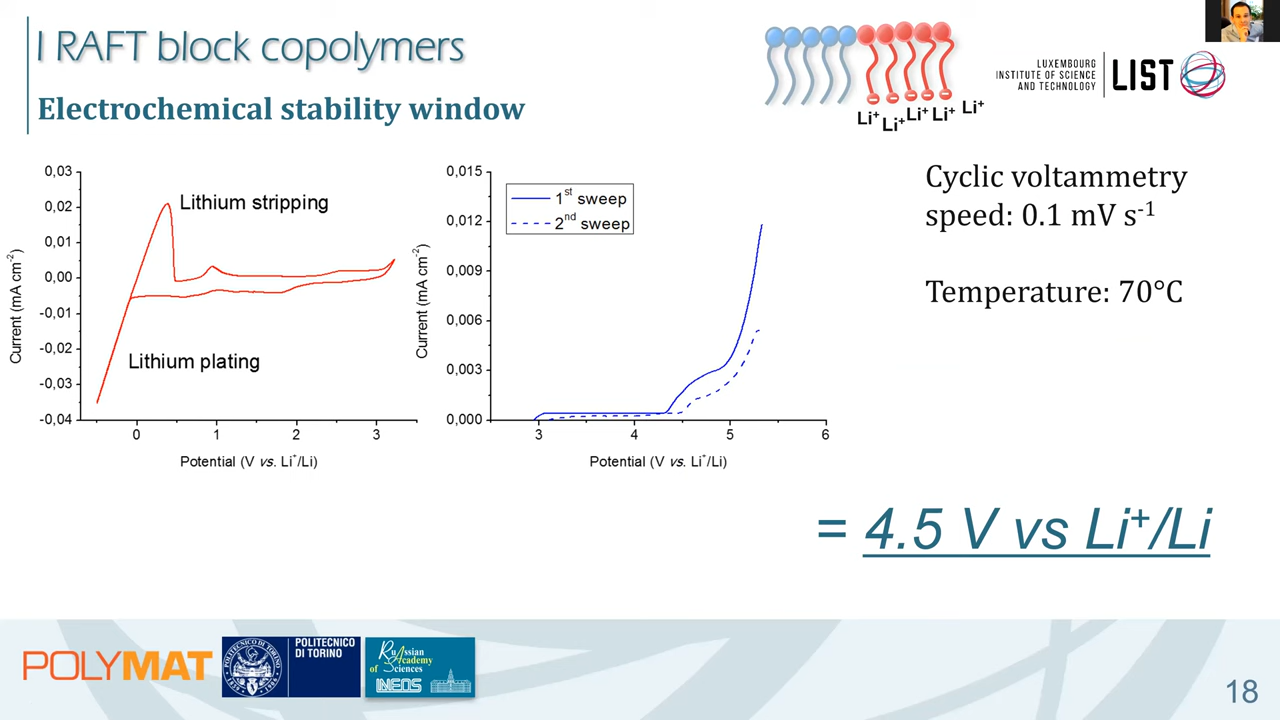 I RAFT block copolymers
Electrochemical stability window
Li⁺ Li⁺ Li⁺ Li⁺ Li⁺
LUXEMBOURG
INSTITUTE OF SCIENCE
AND TECHNOLOGY
LIST
0,03
0,02
0,01
0,00
-0,01
-0,02
-0,03
-0,04
Current (mA cm⁻²)
Lithium stripping
Lithium plating
0 1 2 3
Potential (V vs. Li⁺/Li)
0,015
0,012
0,009
0,006
0,003
0,000
Current (mA cm⁻²)
1st sweep
2nd sweep
3 4 5 6
Potential (V vs. Li⁺/Li)
Cyclic voltammetry
speed: 0.1 mV s⁻¹
Temperature: 70°C
= 4.5 V vs Li⁺/Li
POLYMAT
POLITECNICO
DI TORINO
Russian
Academy
of Sciences
INEOS
18